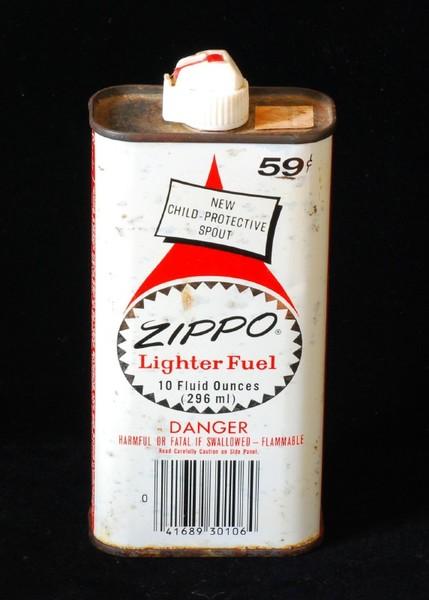 59¢
NEW
CHILD-PROTECTIVE
SPOUT
ZIPPO®
Lighter Fuel
10 Fluid Ounces
(296 ml)
DANGER
HARMFUL OR FATAL IF SWALLOWED – FLAMMABLE
Read Carefully Caution on Side Panel.
0
41689 30106